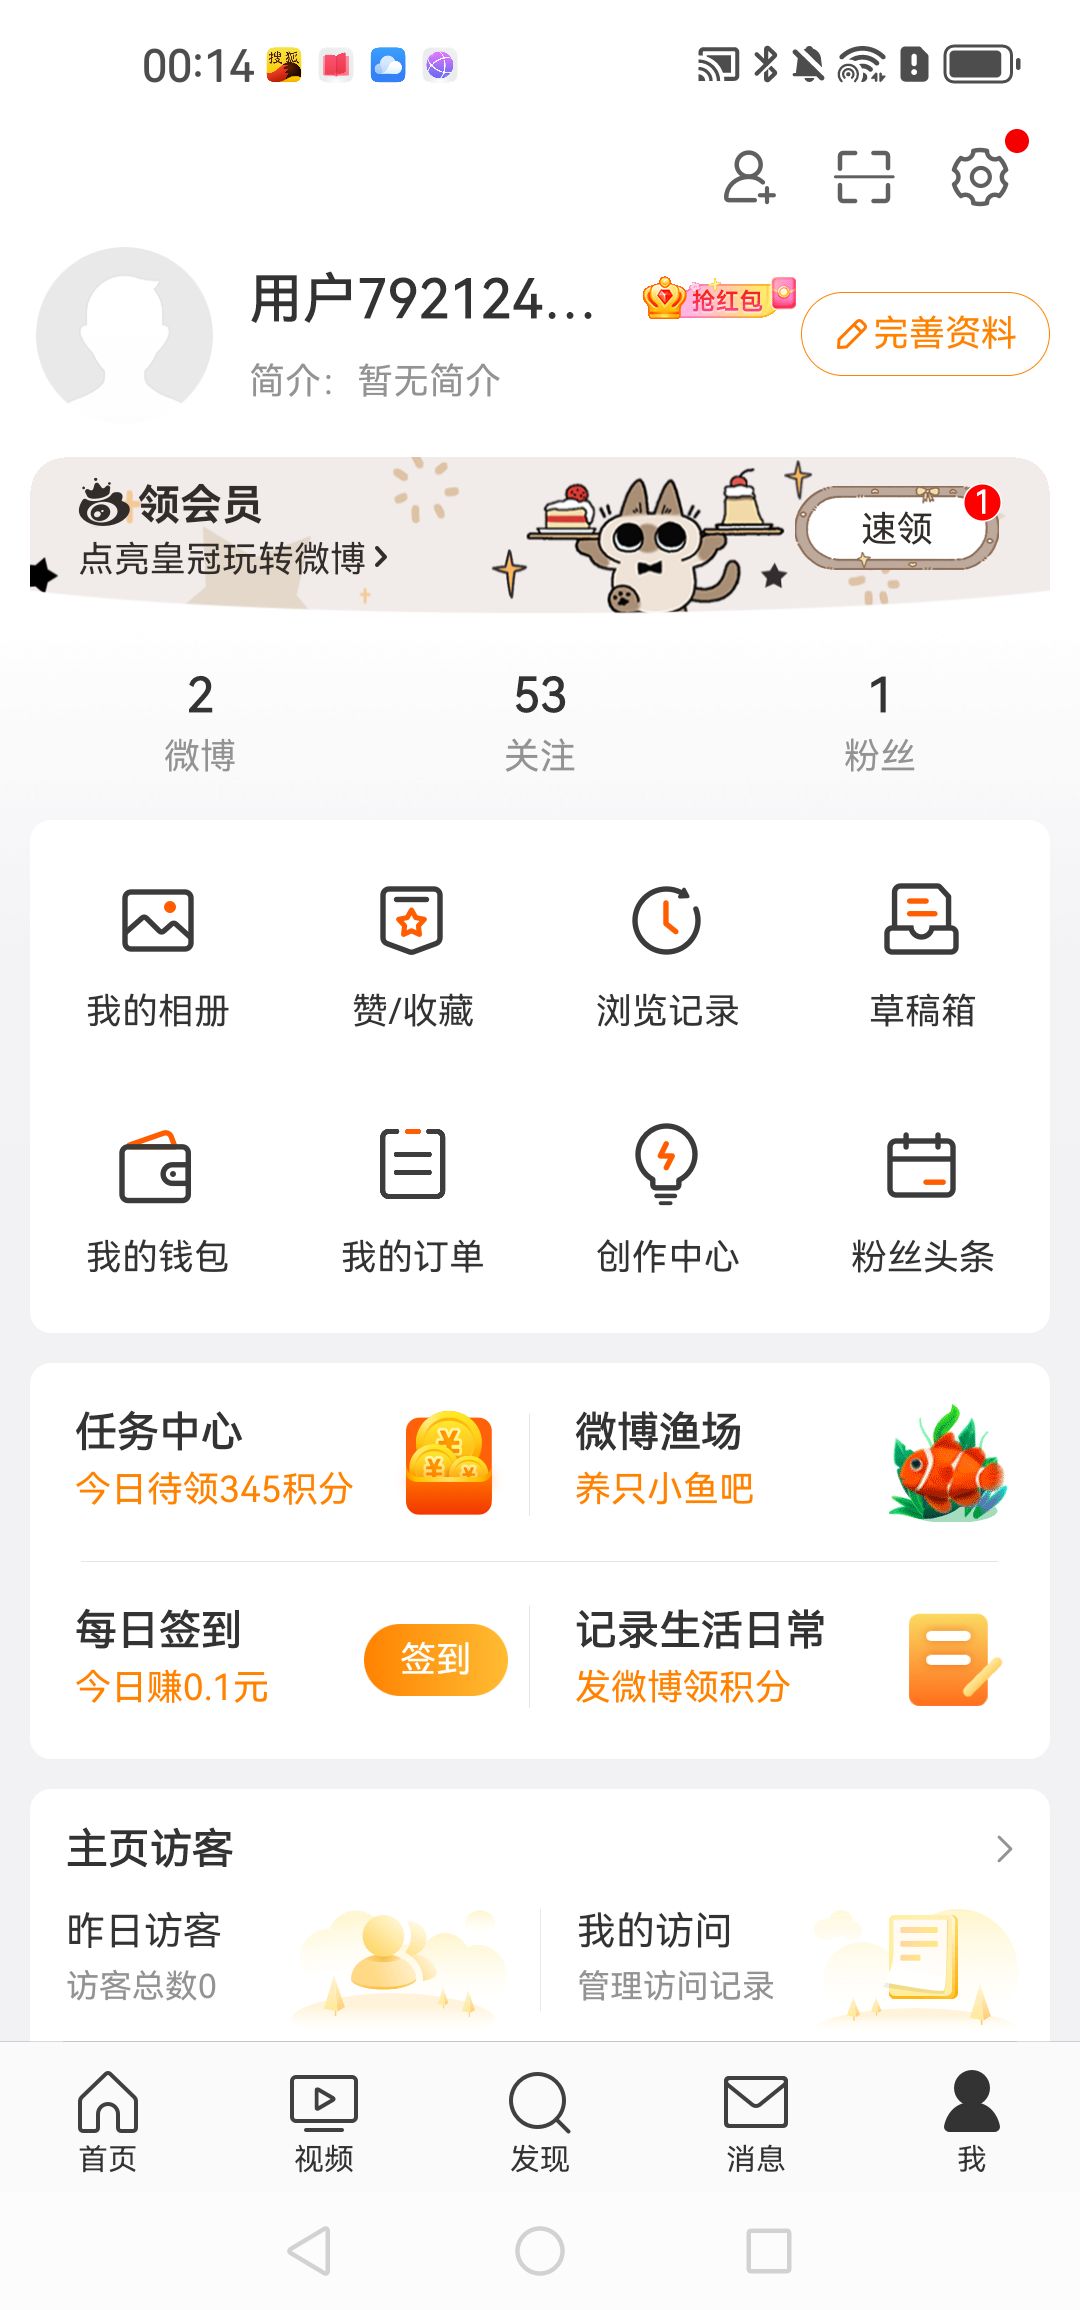 00:14
搜狐
用户792124...
抢红包
完善资料
简介：暂无简介
领会员
点亮皇冠玩转微博
速领
1
2
微博
53
关注
1
粉丝
我的相册
赞/收藏
浏览记录
草稿箱
我的钱包
我的订单
创作中心
粉丝头条
任务中心
今日待领345积分
微博渔场
养只小鱼吧
每日签到
今日赚0.1元
签到
记录生活日常
发微博领积分
主页访客
昨日访客
访客总数0
我的访问
管理访问记录
首页
视频
发现
消息
我